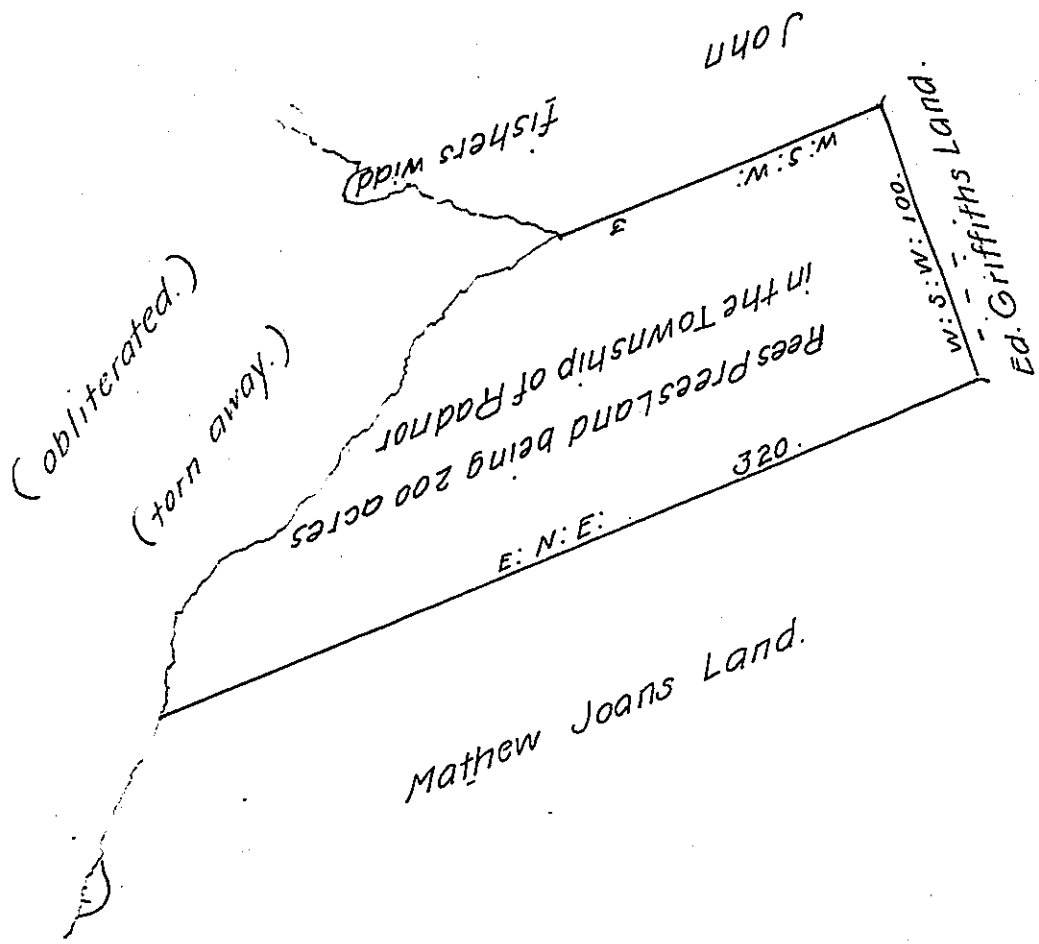 ( obliterated.)
(torn away.)
John
fishers widd
W: S: W:
3
Rees Prees Land being 200 acres
in the Township of Radnor
W: S: W: 100.
Ed. Griffiths Land.
E: N: E: 320.
Mathew Joans Land.